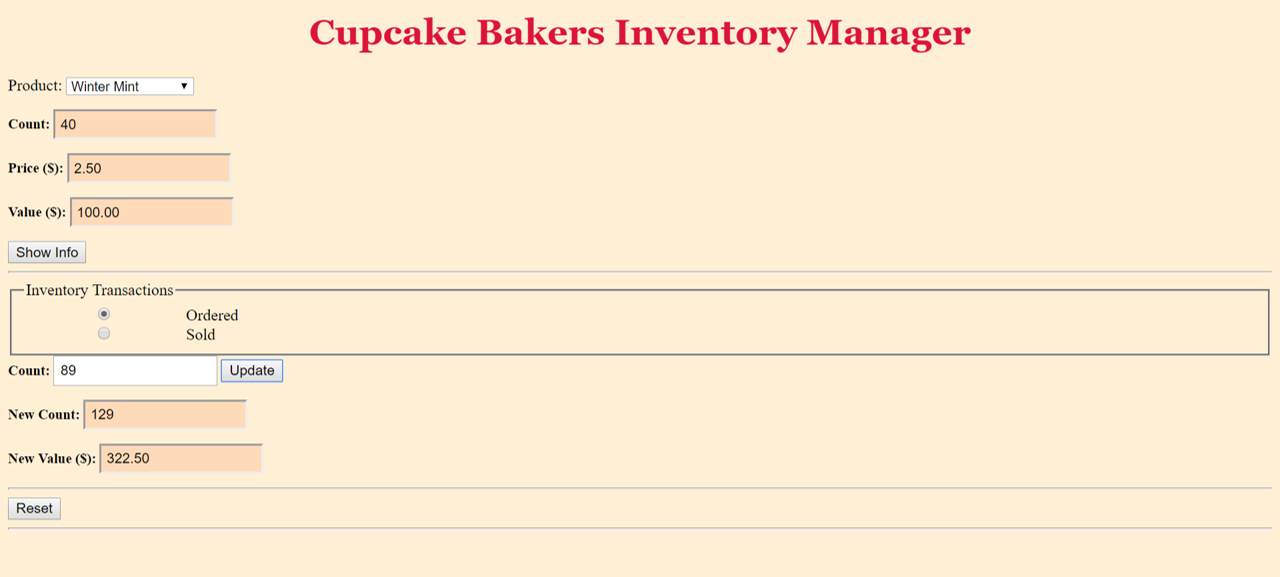 Cupcake Bakers Inventory Manager
Product: Winter Mint
Count: 40
Price ($): 2.50
Value ($): 100.00
Show Info
Inventory Transactions
Ordered
Sold
Count: 89 Update
New Count: 129
New Value ($): 322.50
Reset